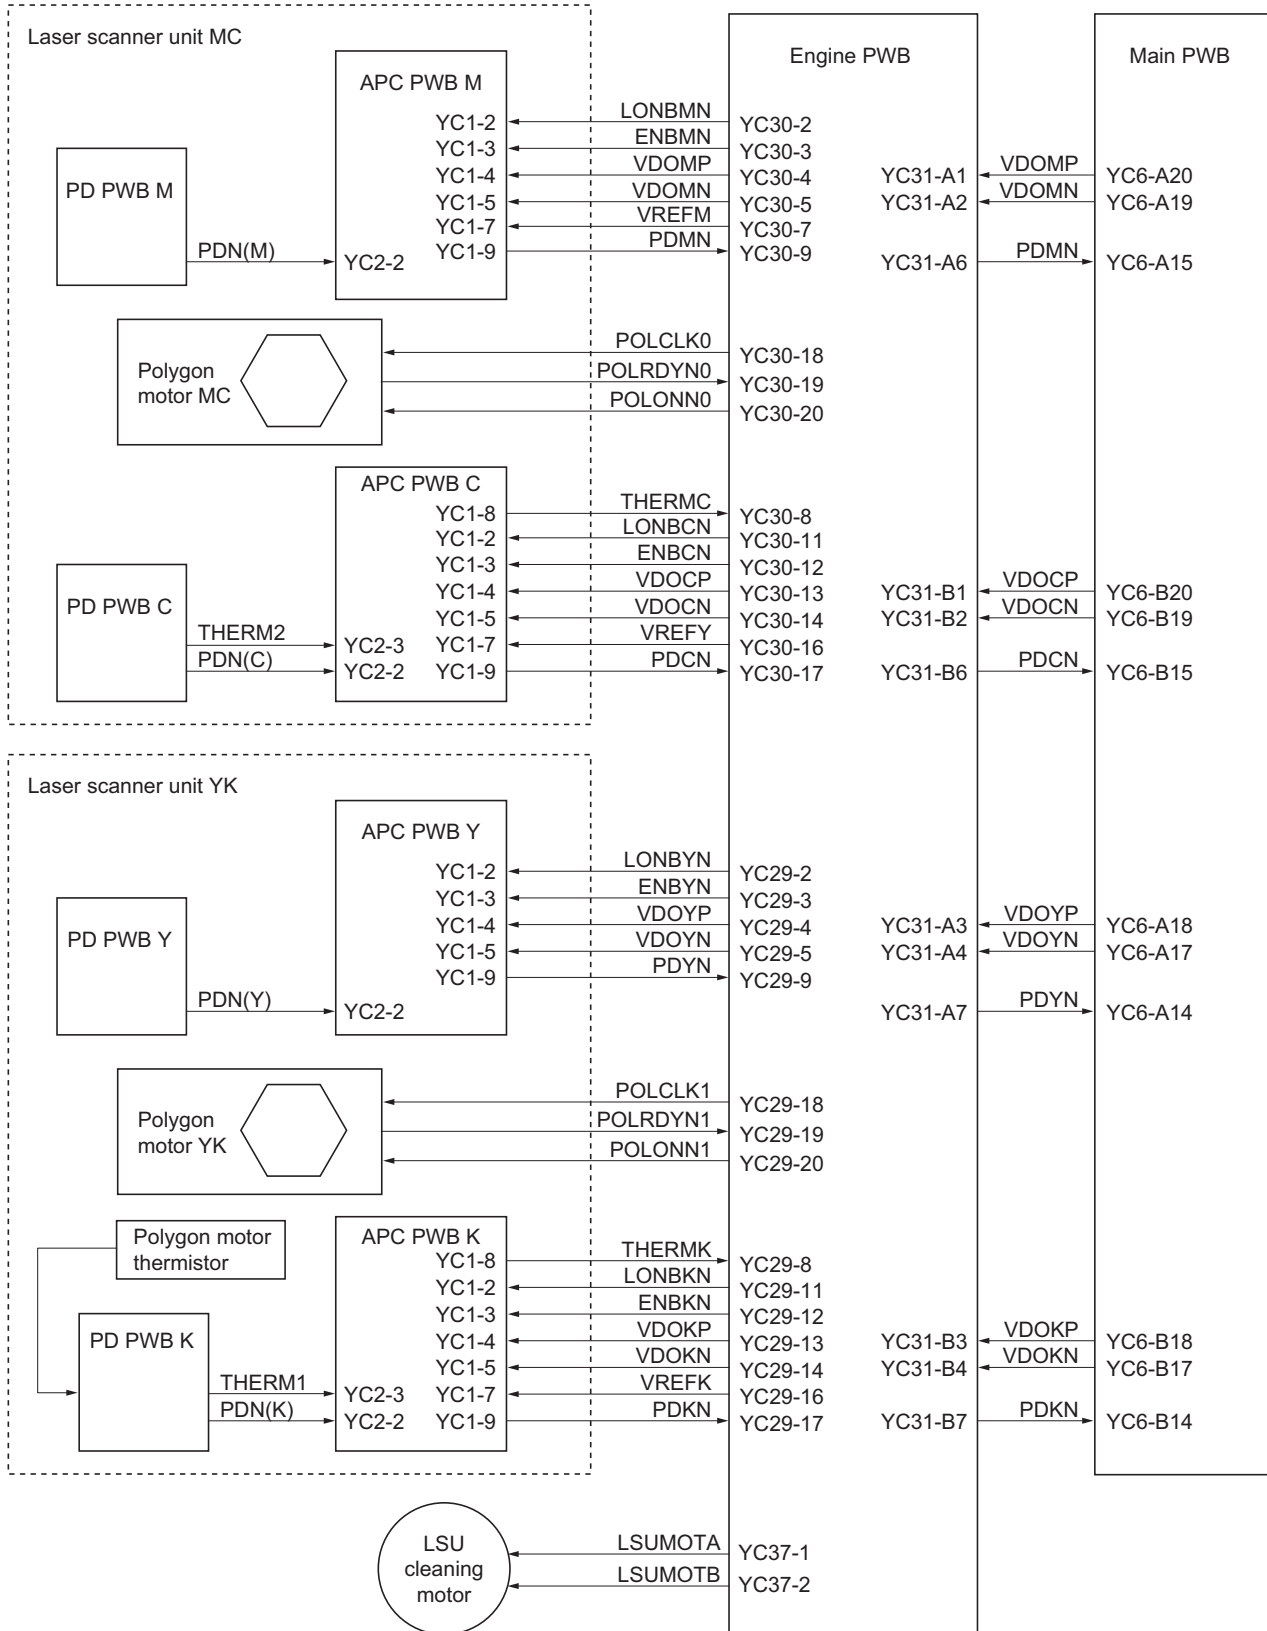 Laser scanner unit MC
Engine PWB
Main PWB
APC PWB M
YC1-2 LONBMN YC30-2
YC1-3 ENBMN YC30-3
YC1-4 VDOMP YC30-4 YC31-A1 VDOMP YC6-A20
YC1-5 VDOMN YC30-5 YC31-A2 VDOMN YC6-A19
YC1-7 VREFM YC30-7
YC1-9 PDMN YC30-9 YC31-A6 PDMN YC6-A15
PD PWB M
PDN(M) YC2-2
Polygon
motor MC
POLCLK0 YC30-18
POLRDYN0 YC30-19
POLONN0 YC30-20
APC PWB C
YC1-8 THERMC YC30-8
YC1-2 LONBCN YC30-11
YC1-3 ENBCN YC30-12
YC1-4 VDOCP YC30-13 YC31-B1 VDOCP YC6-B20
YC1-5 VDOCN YC30-14 YC31-B2 VDOCN YC6-B19
YC1-7 VREFY YC30-16
YC1-9 PDCN YC30-17 YC31-B6 PDCN YC6-B15
PD PWB C
THERM2 YC2-3
PDN(C) YC2-2
Laser scanner unit YK
APC PWB Y
YC1-2 LONBYN YC29-2
YC1-3 ENBYN YC29-3
YC1-4 VDOYP YC29-4 YC31-A3 VDOYP YC6-A18
YC1-5 VDOYN YC29-5 YC31-A4 VDOYN YC6-A17
YC1-9 PDYN YC29-9 YC31-A7 PDYN YC6-A14
PD PWB Y
PDN(Y) YC2-2
Polygon
motor YK
POLCLK1 YC29-18
POLRDYN1 YC29-19
POLONN1 YC29-20
Polygon motor
thermistor
APC PWB K
YC1-8 THERMK YC29-8
YC1-2 LONBKN YC29-11
YC1-3 ENBKN YC29-12
YC1-4 VDOKP YC29-13 YC31-B3 VDOKP YC6-B18
YC1-5 VDOKN YC29-14 YC31-B4 VDOKN YC6-B17
YC1-7 VREFK YC29-16
YC1-9 PDKN YC29-17 YC31-B7 PDKN YC6-B14
PD PWB K
THERM1 YC2-3
PDN(K) YC2-2
LSU
cleaning
motor
LSUMOTA YC37-1
LSUMOTB YC37-2